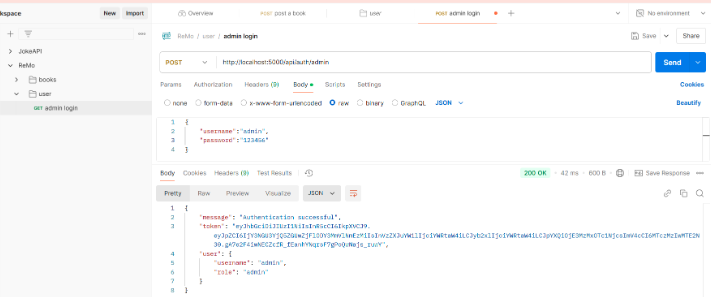 kspace
New
Import
Overview
POST post a book
user
POST admin login
No environment
JokeAPI
ReMo
books
user
GET admin login
ReMo / user / admin login
Save
Share
POST
http://localhost:5000/api/auth/admin
Send
Params
Authorization
Headers (9)
Body
Scripts
Settings
Cookies
none
form-data
x-www-form-urlencoded
raw
binary
GraphQL
JSON
Beautify
1 {
2 "username":"admin",
3 "password":"123456"
4 }
Body
Cookies
Headers (9)
Test Results
200 OK
42 ms
600 B
Save Response
Pretty
Raw
Preview
Visualize
JSON
1 {
2 "message": "Authentication successful",
3 "token":
4 "user": {
5 "username": "admin",
6 "role": "admin"
7 }
8 }